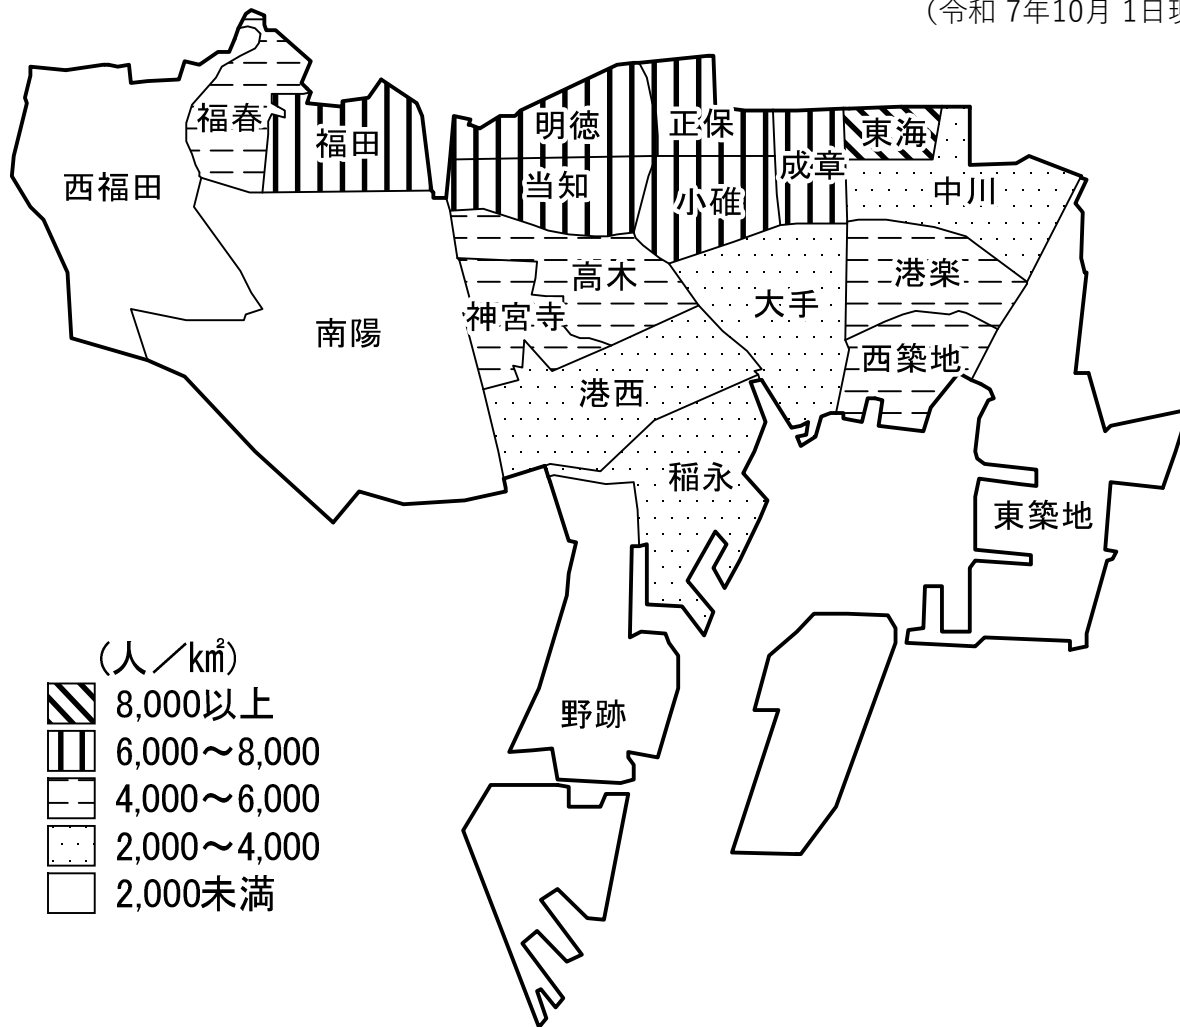 （令和 7年10月 1日現
福春
福田
明徳
正保
東海
成章
西福田
当知
小碓
中川
高木
港楽
大手
神宮寺
南陽
西築地
港西
稲永
東築地
野跡
(人／k㎡)
8,000以上
6,000～8,000
4,000～6,000
2,000～4,000
2,000未満